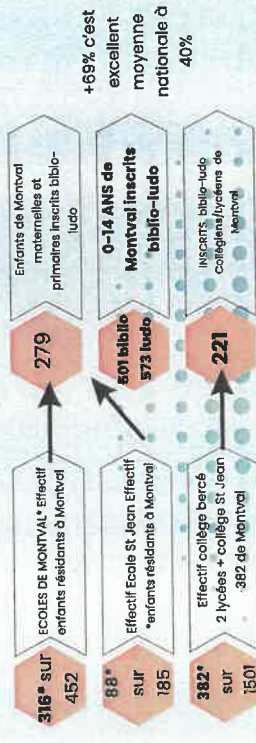 316* sur
452
ECOLES DE MONTVAL* Effectif
enfants résidants à Montval
279
Enfants de Montval
maternelles et
primaires inscrits biblio-
ludo
88*
sur
185
Effectif Ecole St Jean Effectif
*enfants résidants à Montval
501 biblio
573 ludo
0-14 ANS de
Montval inscrits
biblio-ludo
+69% c'est
excellent
moyenne
nationale à
40%
382*
sur
1501
Effectif collège bercé
2 lycées + collège St Jean
382 de Montval
221
INSCRITS biblio-ludo
collégiens/Lycéens de
Montval